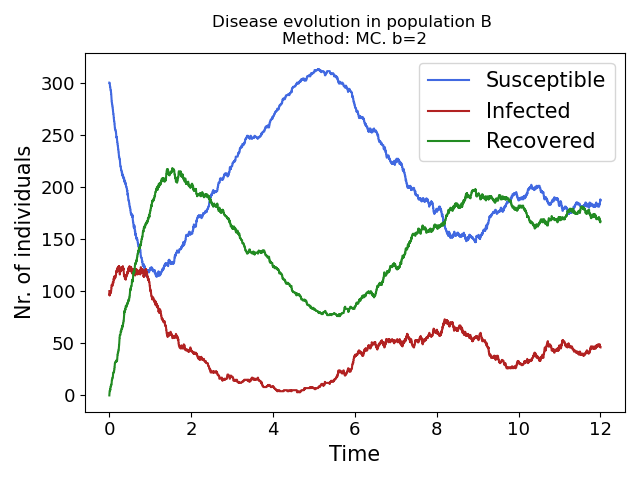 Disease evolution in population B
Method: MC. b=2
Susceptible
Infected
Recovered
Nr. of individuals
300
250
200
150
100
50
0
0 2 4 6 8 10 12
Time